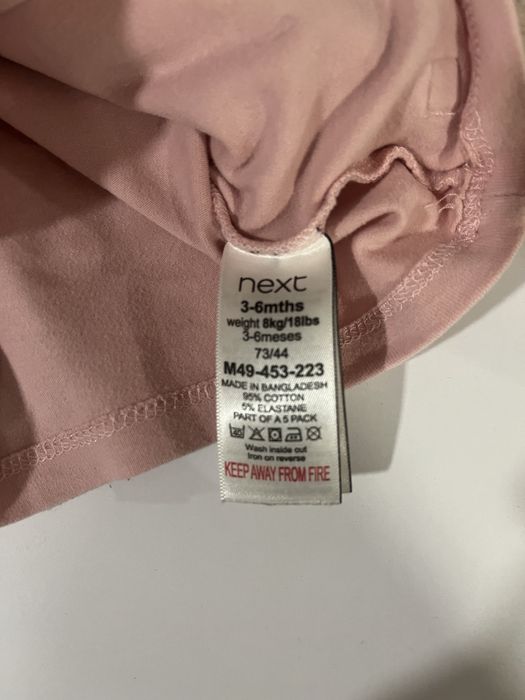 next
3-6mths
weight 8kg/18lbs
3-6meses
73/44
M49-453-223
MADE IN BANGLADESH
95% COTTON
5% ELASTANE
PART OF A 5 PACK
40
Wash inside out
Iron on reverse
KEEP AWAY FROM FIRE